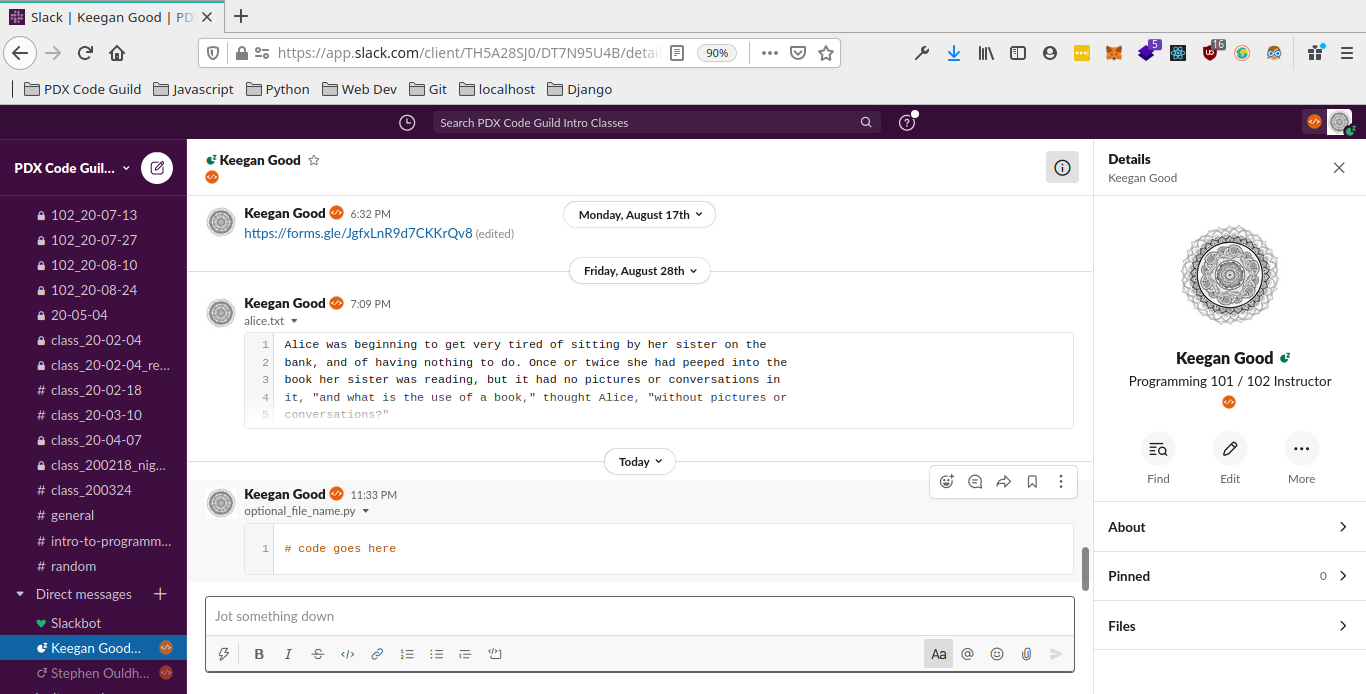 Slack | Keegan Good | PD
https://app.slack.com/client/TH5A28SJ0/DT7N95U4B/detai
90%
5
16
PDX Code Guild
Javascript
Python
Web Dev
Git
localhost
Django
Search PDX Code Guild Intro Classes
PDX Code Guil...
102_20-07-13
102_20-07-27
102_20-08-10
102_20-08-24
20-05-04
class_20-02-04
class_20-02-04_re...
# class_20-02-18
# class_20-03-10
class_20-04-07
class_200218_nig...
# class_200324
# general
# intro-to-programm...
# random
Direct messages
Slackbot
Keegan Good...
Stephen Ouldh...
Keegan Good
Monday, August 17th
Keegan Good 6:32 PM
https://forms.gle/JgfxLnR9d7CKKrQv8 (edited)
Friday, August 28th
Keegan Good 7:09 PM
alice.txt
1 Alice was beginning to get very tired of sitting by her sister on the
2 bank, and of having nothing to do. Once or twice she had peeped into the
3 book her sister was reading, but it had no pictures or conversations in
4 it, "and what is the use of a book," thought Alice, "without pictures or
5 conversations?"
Today
Keegan Good 11:33 PM
optional_file_name.py
1 # code goes here
Jot something down
B I S </> Aa @
Details
Keegan Good
Keegan Good
Programming 101 / 102 Instructor
Find
Edit
More
About
Pinned 0
Files